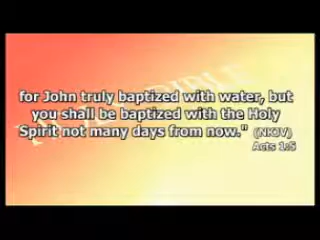 for John truly baptized with water, but
you shall be baptized with the Holy
Spirit not many days from now." (NKJV)
Acts 1:5